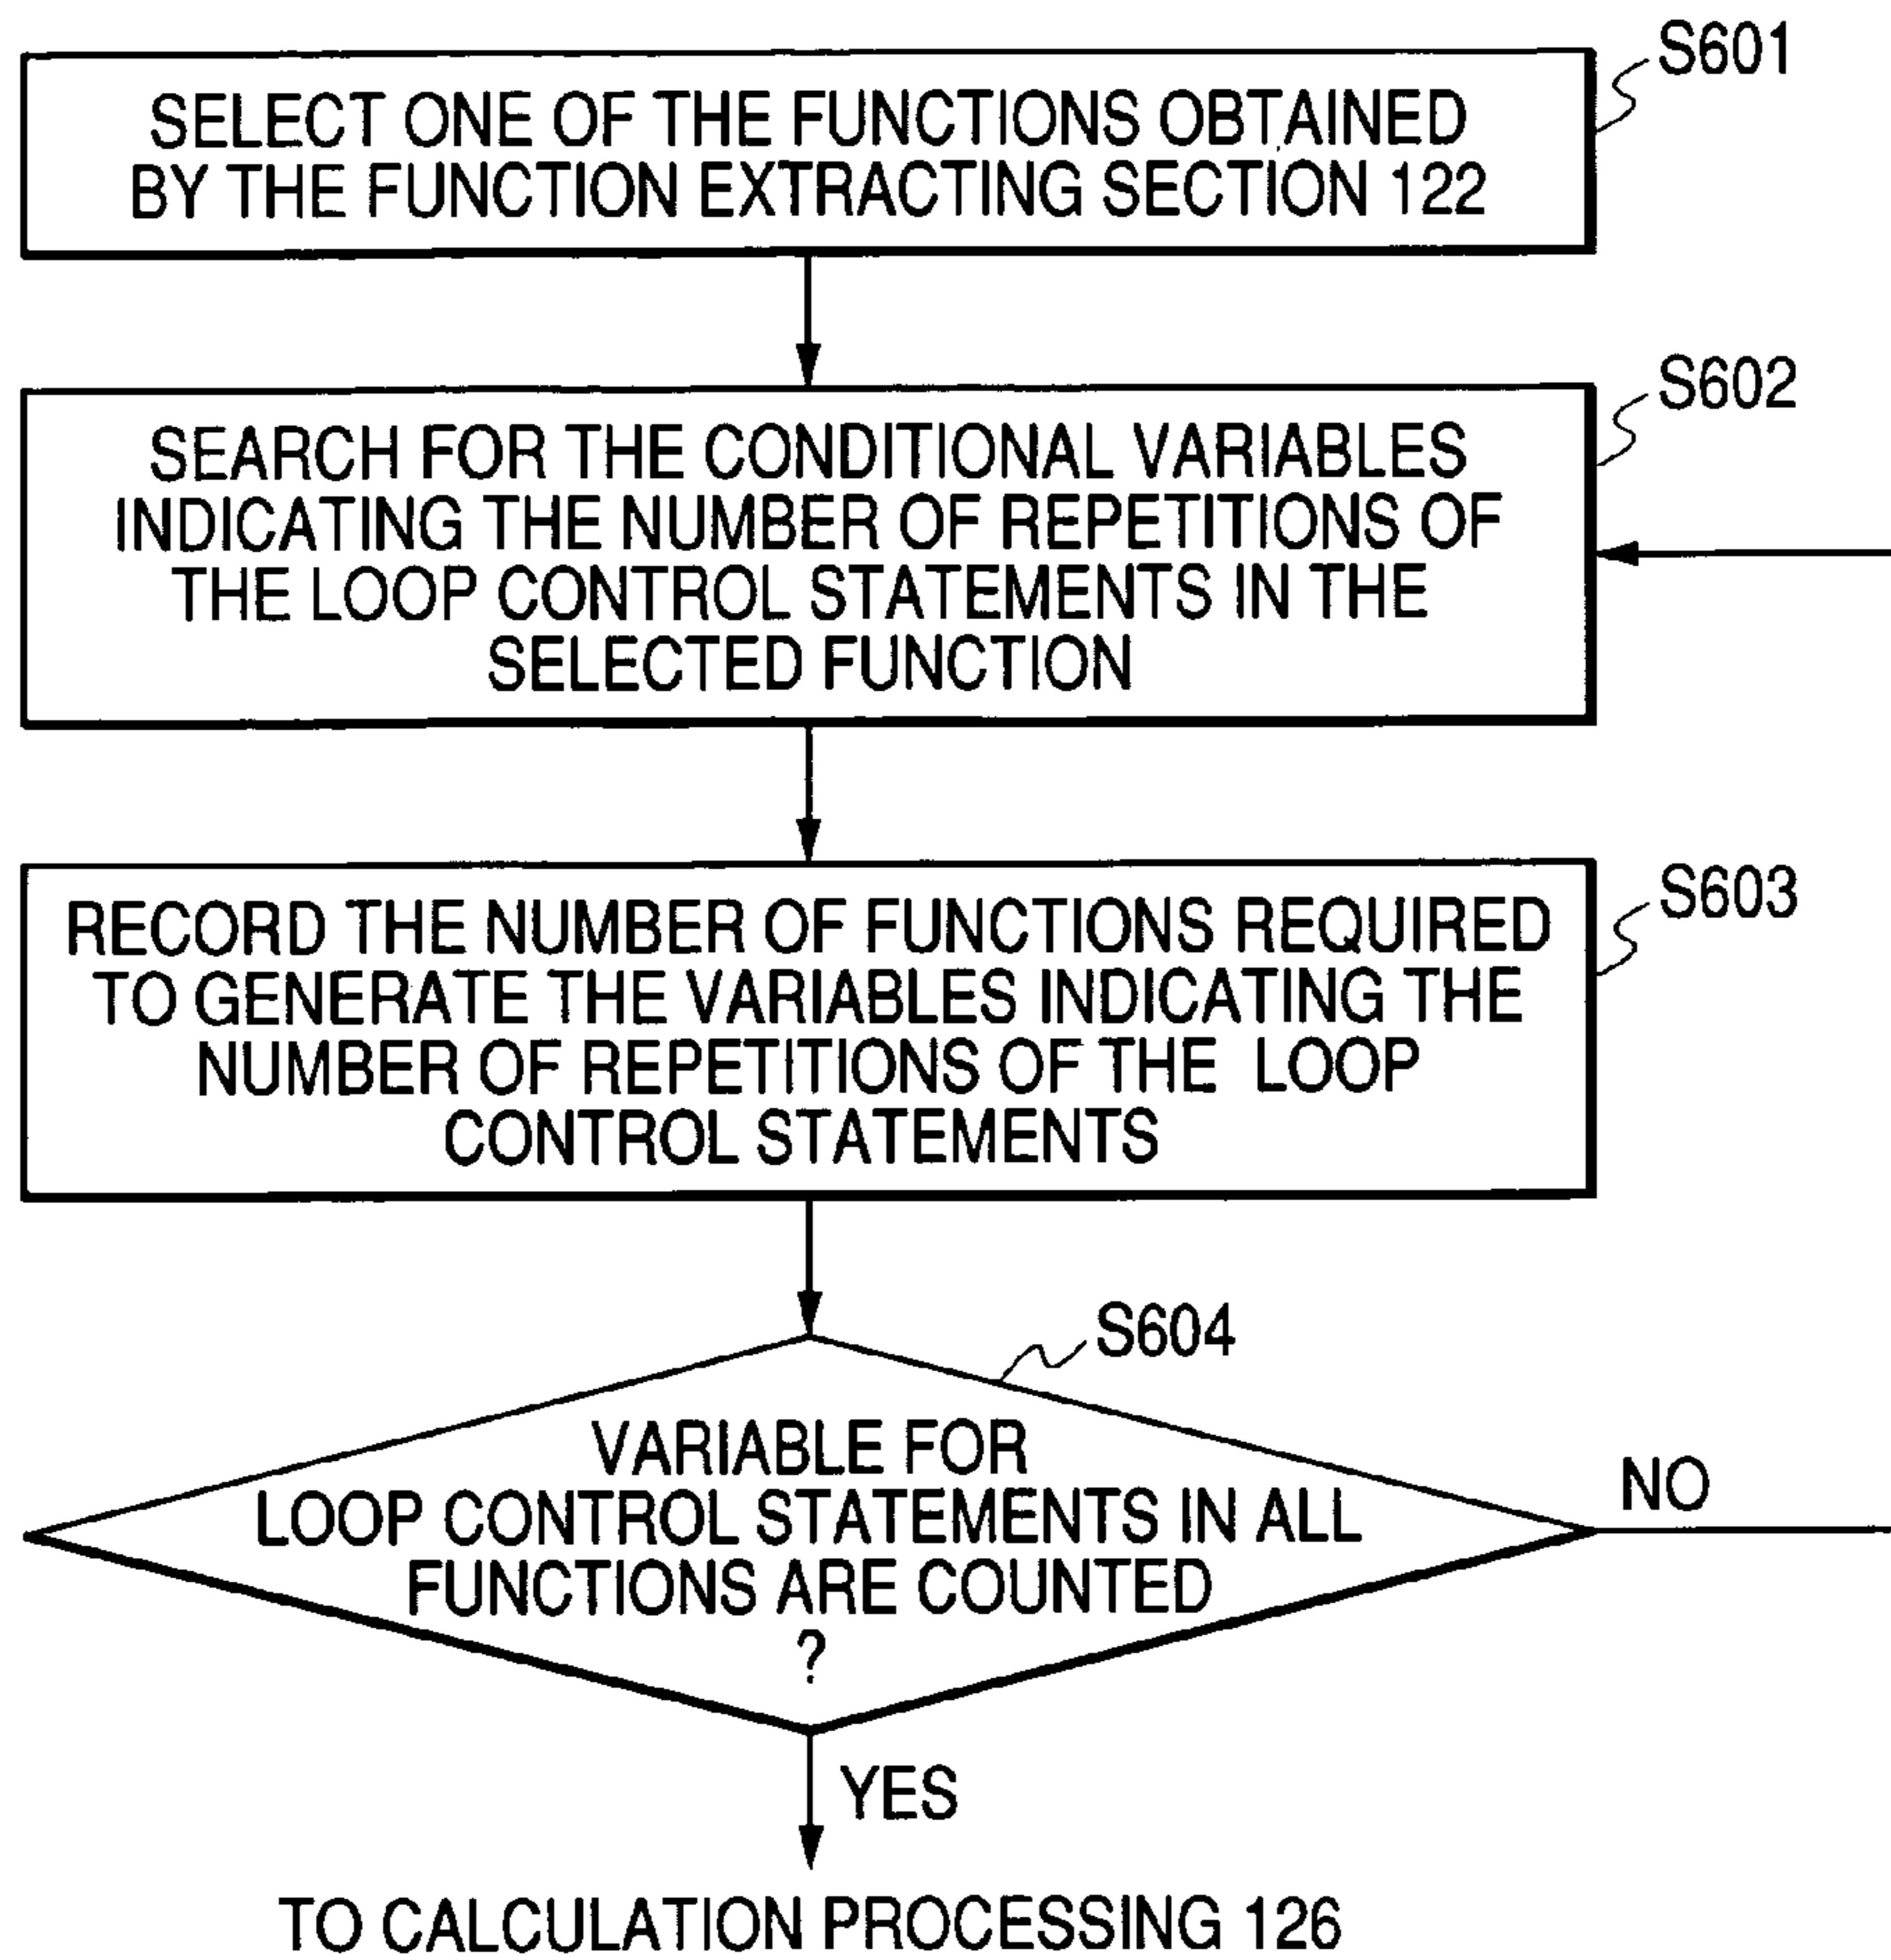 S601
SELECT ONE OF THE FUNCTIONS OBTAINED
BY THE FUNCTION EXTRACTING SECTION 122
S602
SEARCH FOR THE CONDITIONAL VARIABLES
INDICATING THE NUMBER OF REPETITIONS OF
THE LOOP CONTROL STATEMENTS IN THE
SELECTED FUNCTION
S603
RECORD THE NUMBER OF FUNCTIONS REQUIRED
TO GENERATE THE VARIABLES INDICATING THE
NUMBER OF REPETITIONS OF THE LOOP
CONTROL STATEMENTS
S604
VARIABLE FOR
LOOP CONTROL STATEMENTS IN ALL
FUNCTIONS ARE COUNTED
?
NO
YES
TO CALCULATION PROCESSING 126